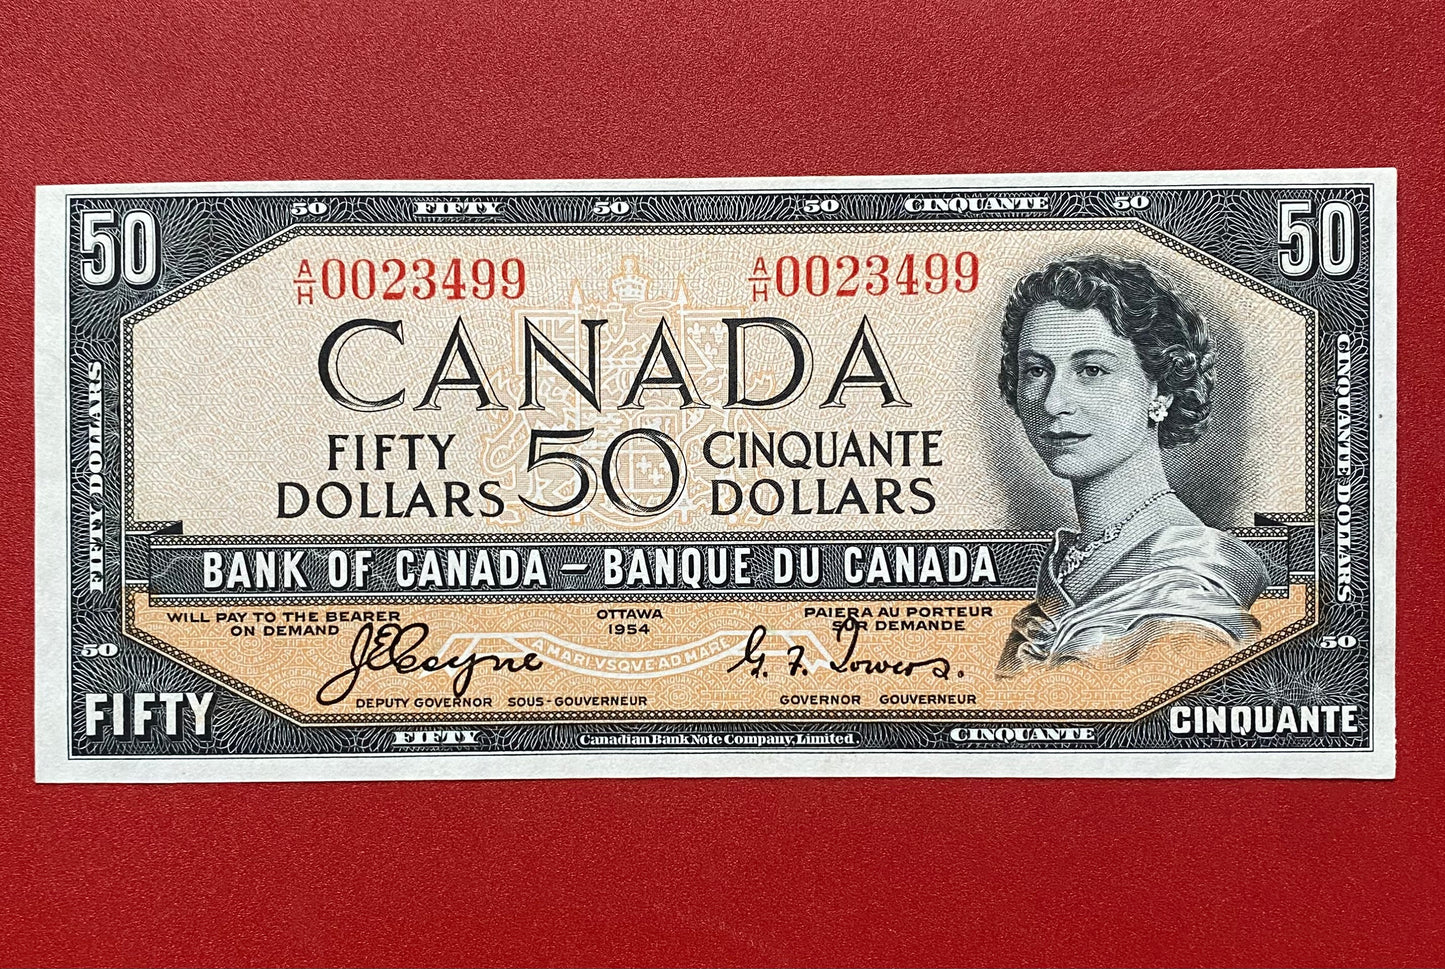 50 50 FIFTY 50 50 CINQUANTE 50 50
A/H 0023499 A/H 0023499
CANADA
FIFTY DOLLARS 50 CINQUANTE DOLLARS
FIFTY DOLLARS
CINQUANTE DOLLARS
BANK OF CANADA – BANQUE DU CANADA
WILL PAY TO THE BEARER
ON DEMAND
OTTAWA
1954
PAIERA AU PORTEUR
SUR DEMANDE
A MARI VSQVE AD MARE
J E Coyne
G. F. Towers.
DEPUTY GOVERNOR SOUS-GOUVERNEUR
GOVERNOR GOUVERNEUR
50 50
FIFTY CINQUANTE
FIFTY Canadian Bank Note Company, Limited. CINQUANTE